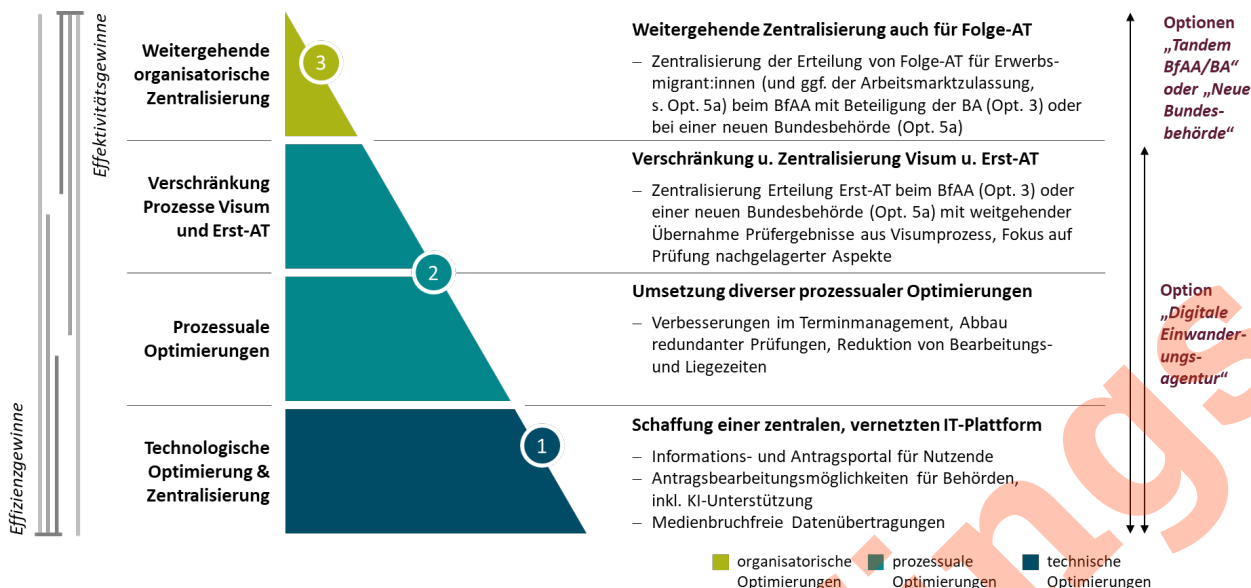 Effektivitätsgewinne
Effizienzgewinne
Weitergehende
organisatorische
Zentralisierung
3
Weitergehende Zentralisierung auch für Folge-AT
– Zentralisierung der Erteilung von Folge-AT für Erwerbs-
migrant:innen (und ggf. der Arbeitsmarktzulassung,
s. Opt. 5a) beim BfAA mit Beteiligung der BA (Opt. 3) oder
bei einer neuen Bundesbehörde (Opt. 5a)
Optionen
„Tandem
BfAA/BA“
oder „Neue
Bundes-
behörde“
Verschränkung
Prozesse Visum
und Erst-AT
2
Verschränkung u. Zentralisierung Visum u. Erst-AT
– Zentralisierung Erteilung Erst-AT beim BfAA (Opt. 3) oder
einer neuen Bundesbehörde (Opt. 5a) mit weitgehender
Übernahme Prüfergebnisse aus Visumprozess, Fokus auf
Prüfung nachgelagerter Aspekte
Prozessuale
Optimierungen
Umsetzung diverser prozessualer Optimierungen
– Verbesserungen im Terminmanagement, Abbau
redundanter Prüfungen, Reduktion von Bearbeitungs-
und Liegezeiten
Option
„Digitale
Einwander-
ungs-
agentur“
Technologische
Optimierung &
Zentralisierung
1
Schaffung einer zentralen, vernetzten IT-Plattform
– Informations- und Antragsportal für Nutzende
– Antragsbearbeitungsmöglichkeiten für Behörden,
inkl. KI-Unterstützung
– Medienbruchfreie Datenübertragungen
organisatorische
Optimierungen
prozessuale
Optimierungen
technische
Optimierungen
ings